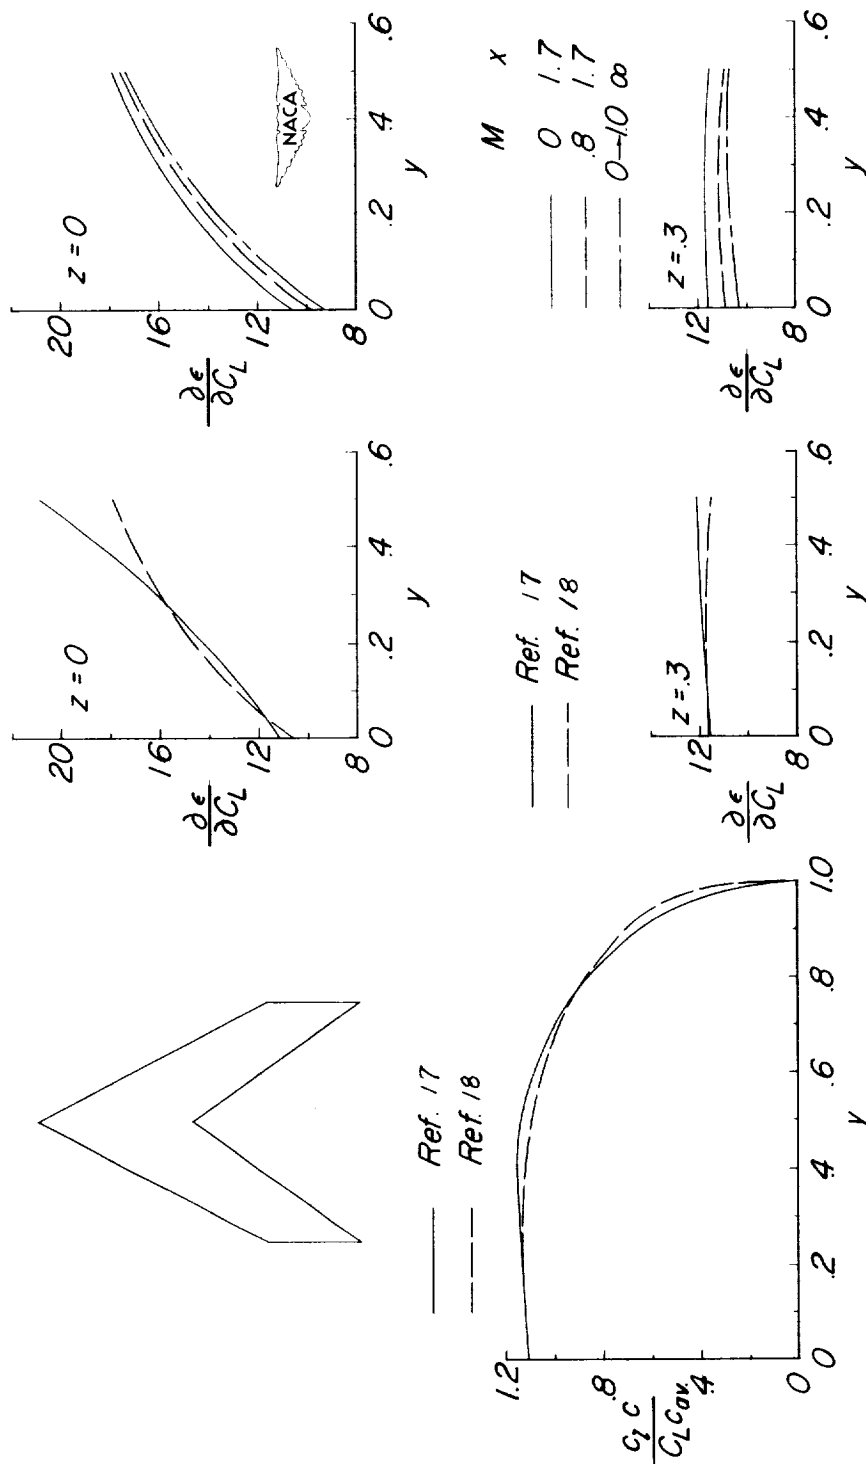 Ref. 17
Ref. 18
c_l c / C_L c_av.
1.2
.8
.4
0
0 .2 .4 .6 .8 1.0
y
∂ϵ / ∂C_L
20
16
12
8
z = 0
0 .2 .4 .6
y
Ref. 17
Ref. 18
∂ϵ / ∂C_L
12
8
z = .3
0 .2 .4 .6
y
∂ϵ / ∂C_L
20
16
12
8
z = 0
NACA
0 .2 .4 .6
y
M x
0 1.7
.8 1.7
0→1.0 ∞
∂ϵ / ∂C_L
12
8
z = .3
0 .2 .4 .6
y